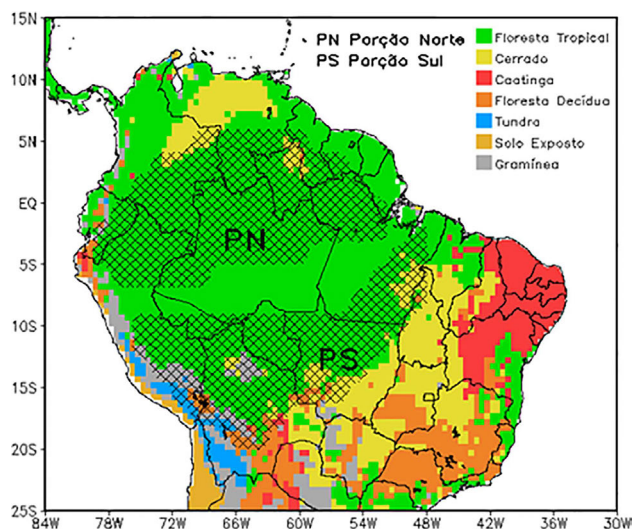 15N
10N
5N
EQ
5S
10S
15S
20S
25S
84W 78W 72W 66W 60W 54W 48W 42W 36W 30W
PN Porção Norte
PS Porção Sul
Floresta Tropical
Cerrado
Caatinga
Floresta Decídua
Tundra
Solo Exposto
Gramínea
PN
PS